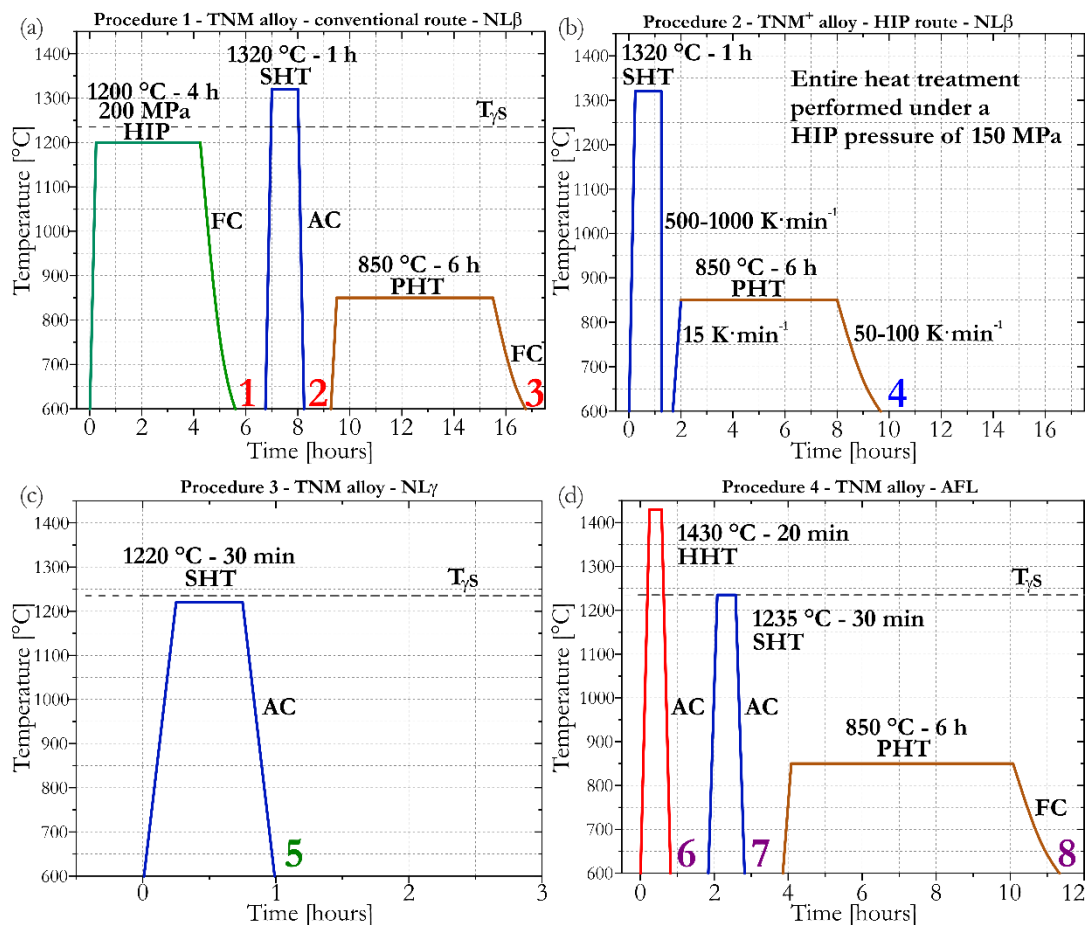 (a)
Procedure 1 - TNM alloy - conventional route - NLβ
1320 °C - 1 h
SHT
1200 °C - 4 h
200 MPa
HIP
TγS
FC
AC
850 °C - 6 h
PHT
FC
1
2
3
Temperature [°C]
1400
1300
1200
1100
1000
900
800
700
600
0
2
4
6
8
10
12
14
16
Time [hours]
(b)
Procedure 2 - TNM⁺ alloy - HIP route - NLβ
1320 °C - 1 h
SHT
Entire heat treatment
performed under a
HIP pressure of 150 MPa
500-1000 K·min⁻¹
850 °C - 6 h
PHT
15 K·min⁻¹
50-100 K·min⁻¹
4
Temperature [°C]
1400
1300
1200
1100
1000
900
800
700
600
0
2
4
6
8
10
12
14
16
Time [hours]
(c)
Procedure 3 - TNM alloy - NLγ
1220 °C - 30 min
SHT
TγS
AC
5
Temperature [°C]
1400
1300
1200
1100
1000
900
800
700
600
0
1
2
3
Time [hours]
(d)
Procedure 4 - TNM alloy - AFL
1430 °C - 20 min
HHT
TγS
1235 °C - 30 min
SHT
AC
AC
850 °C - 6 h
PHT
FC
6
7
8
Temperature [°C]
1400
1300
1200
1100
1000
900
800
700
600
0
2
4
6
8
10
12
Time [hours]